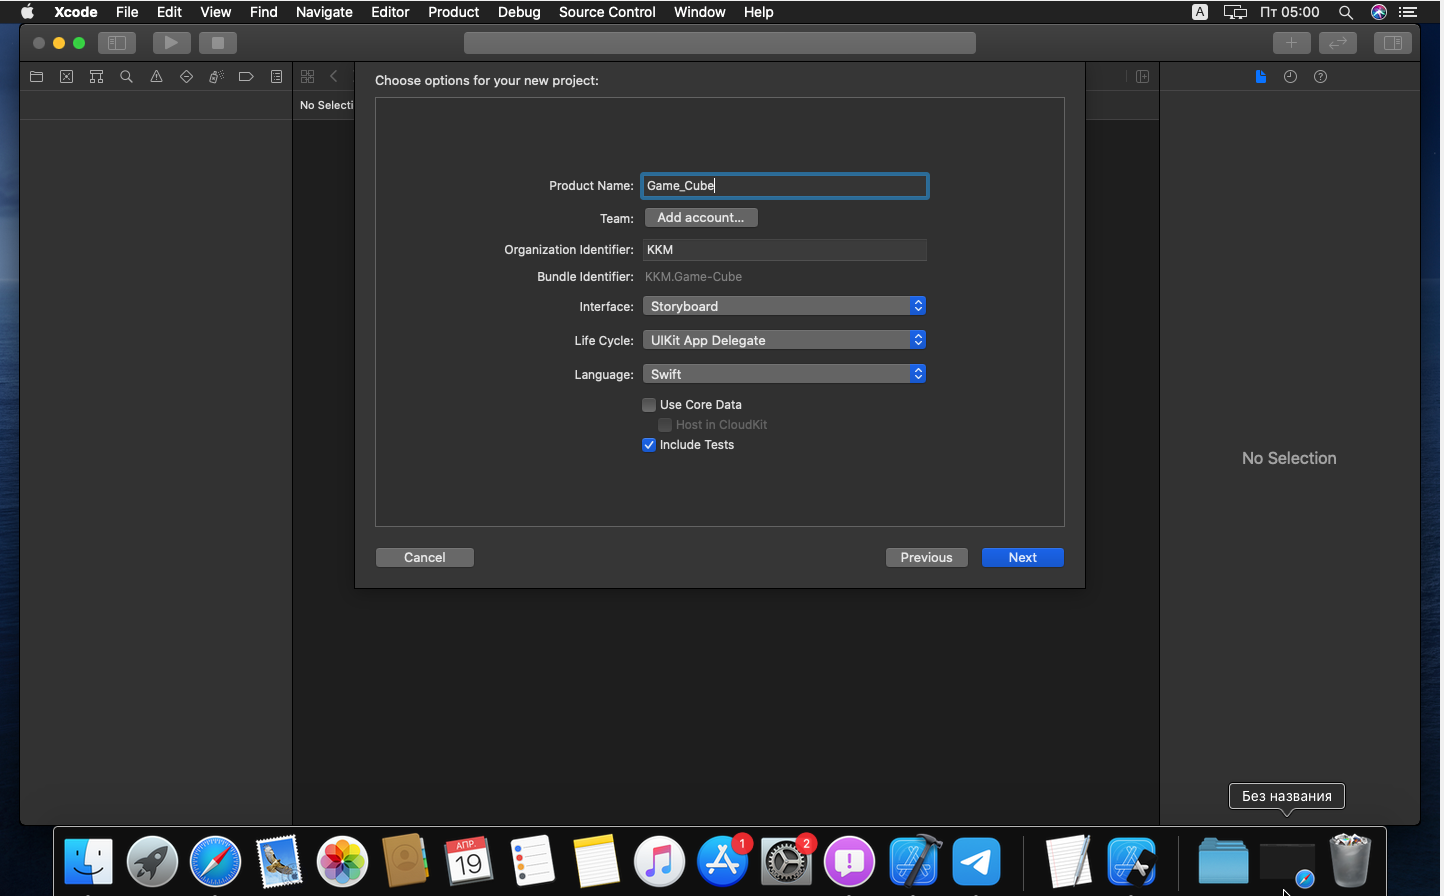 Xcode File Edit View Find Navigate Editor Product Debug Source Control Window Help A Пт 05:00
No Selecti
Choose options for your new project:
Product Name: Game_Cube
Team: Add account...
Organization Identifier: KKM
Bundle Identifier: KKM.Game-Cube
Interface: Storyboard
Life Cycle: UIKit App Delegate
Language: Swift
Use Core Data
Host in CloudKit
Include Tests
Cancel Previous Next
No Selection
Без названия
АПР.
19
1
2